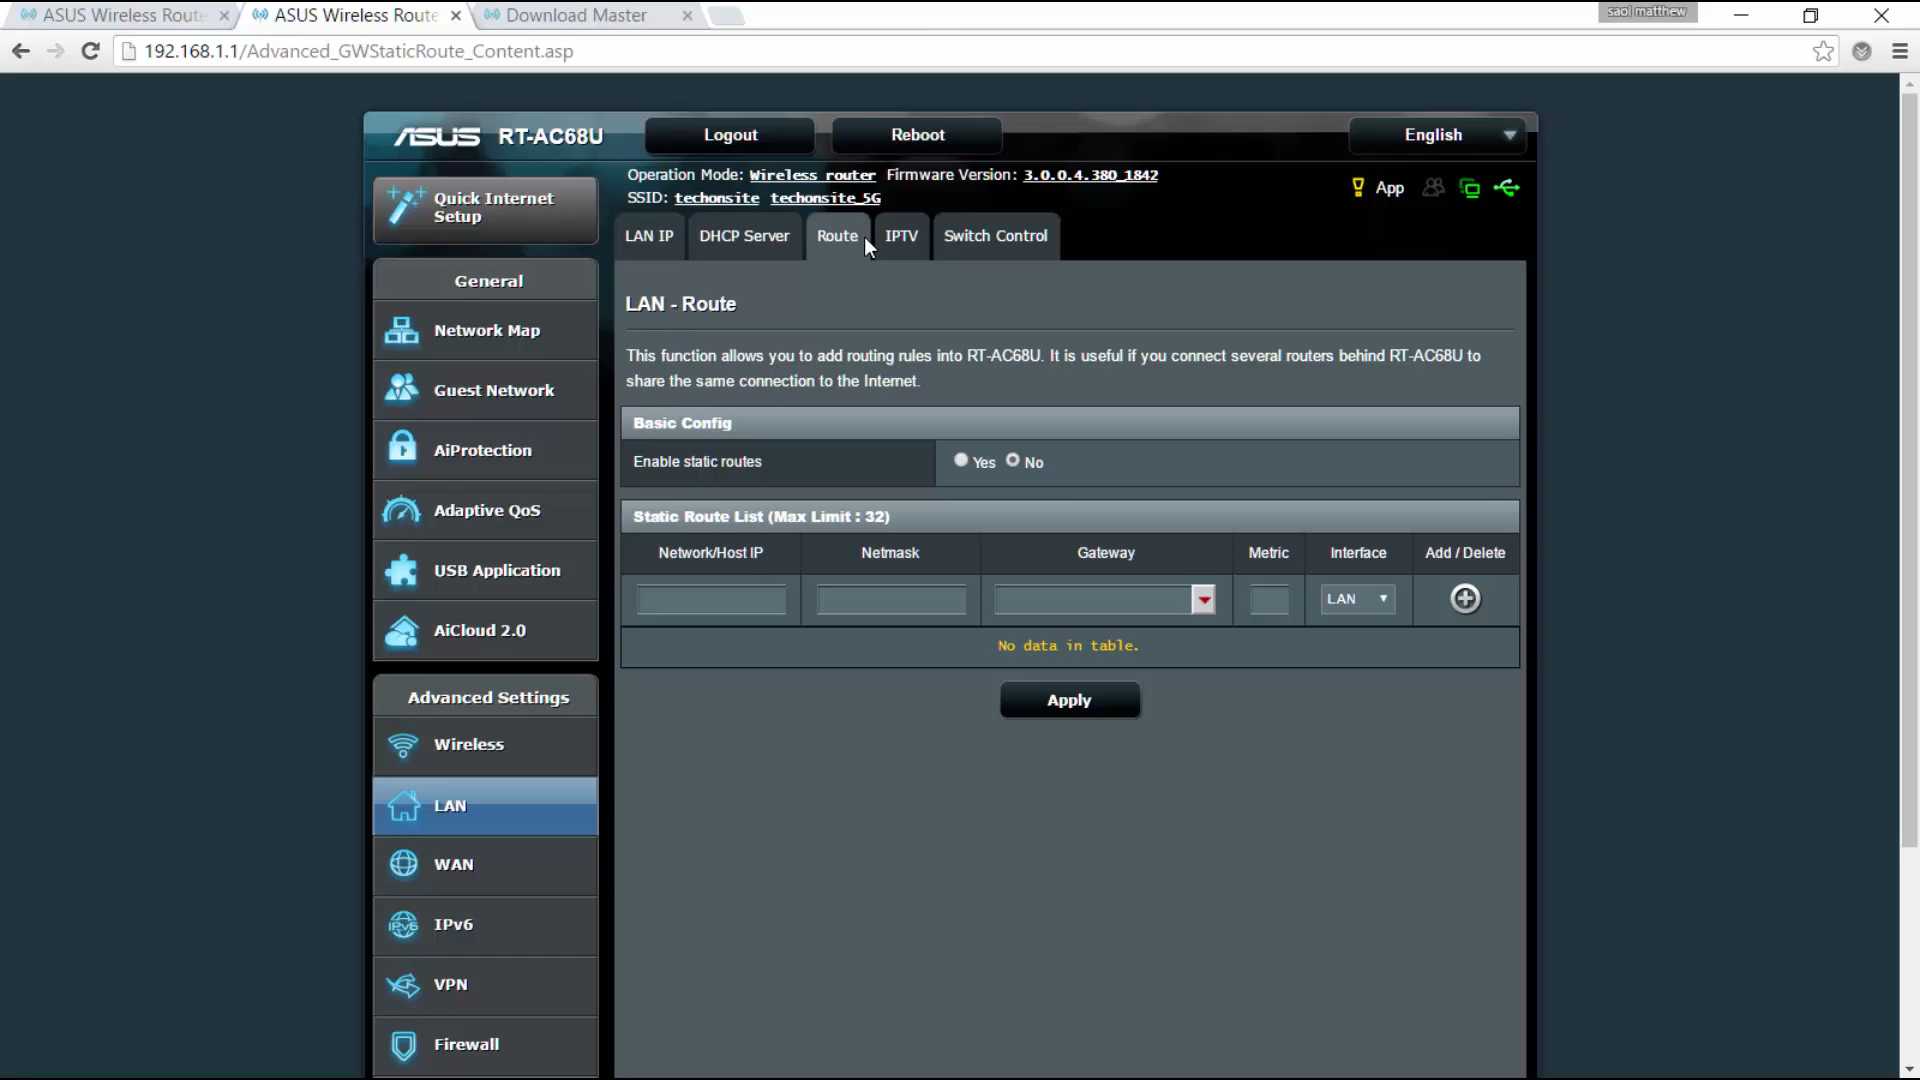 ASUS Wireless Route
ASUS Wireless Route
Download Master
saol matthew
192.168.1.1/Advanced_GWStaticRoute_Content.asp
ASUS RT-AC68U
Logout
Reboot
English
Operation Mode: Wireless router Firmware Version: 3.0.0.4.380_1842
SSID: techonsite techonsite_5G
App
Quick Internet
Setup
LAN IP
DHCP Server
Route
IPTV
Switch Control
General
Network Map
Guest Network
AiProtection
Adaptive QoS
USB Application
AiCloud 2.0
Advanced Settings
Wireless
LAN
WAN
IPv6
IPv6
VPN
Firewall
LAN - Route
This function allows you to add routing rules into RT-AC68U. It is useful if you connect several routers behind RT-AC68U to
share the same connection to the Internet.
Basic Config
Enable static routes
Yes No
Static Route List (Max Limit : 32)
Network/Host IP
Netmask
Gateway
Metric
Interface
Add / Delete
LAN
No data in table.
Apply